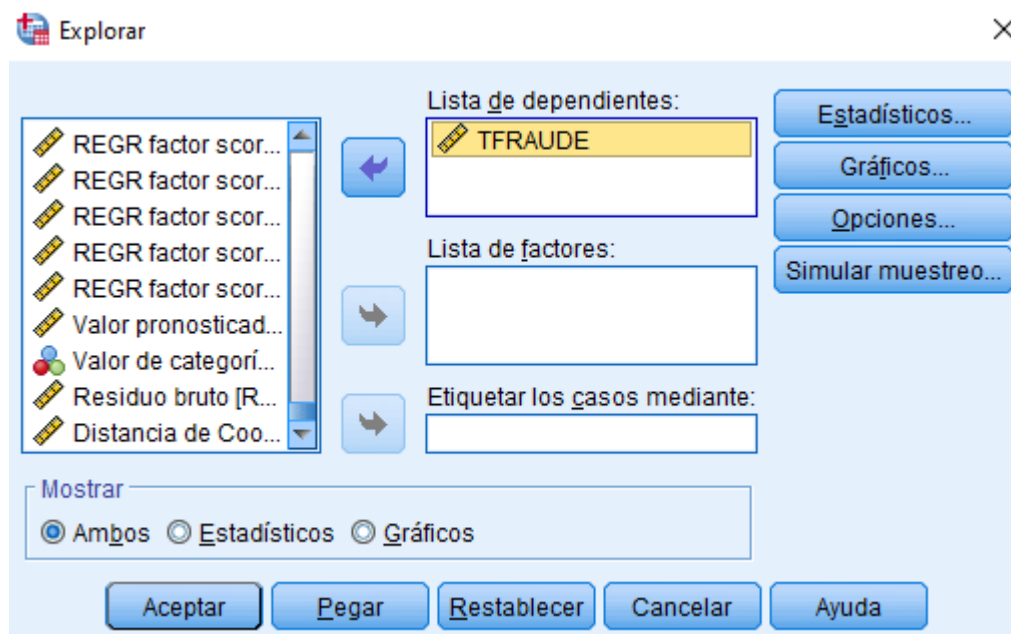 Explorar
REGR factor scor...
REGR factor scor...
REGR factor scor...
REGR factor scor...
REGR factor scor...
Valor pronosticad...
Valor de categorí...
Residuo bruto [R...
Distancia de Coo...
Lista de dependientes:
TFRAUDE
Lista de factores:
Etiquetar los casos mediante:
Estadísticos...
Gráficos...
Opciones...
Simular muestreo...
Mostrar
Ambos Estadísticos Gráficos
Aceptar Pegar Restablecer Cancelar Ayuda